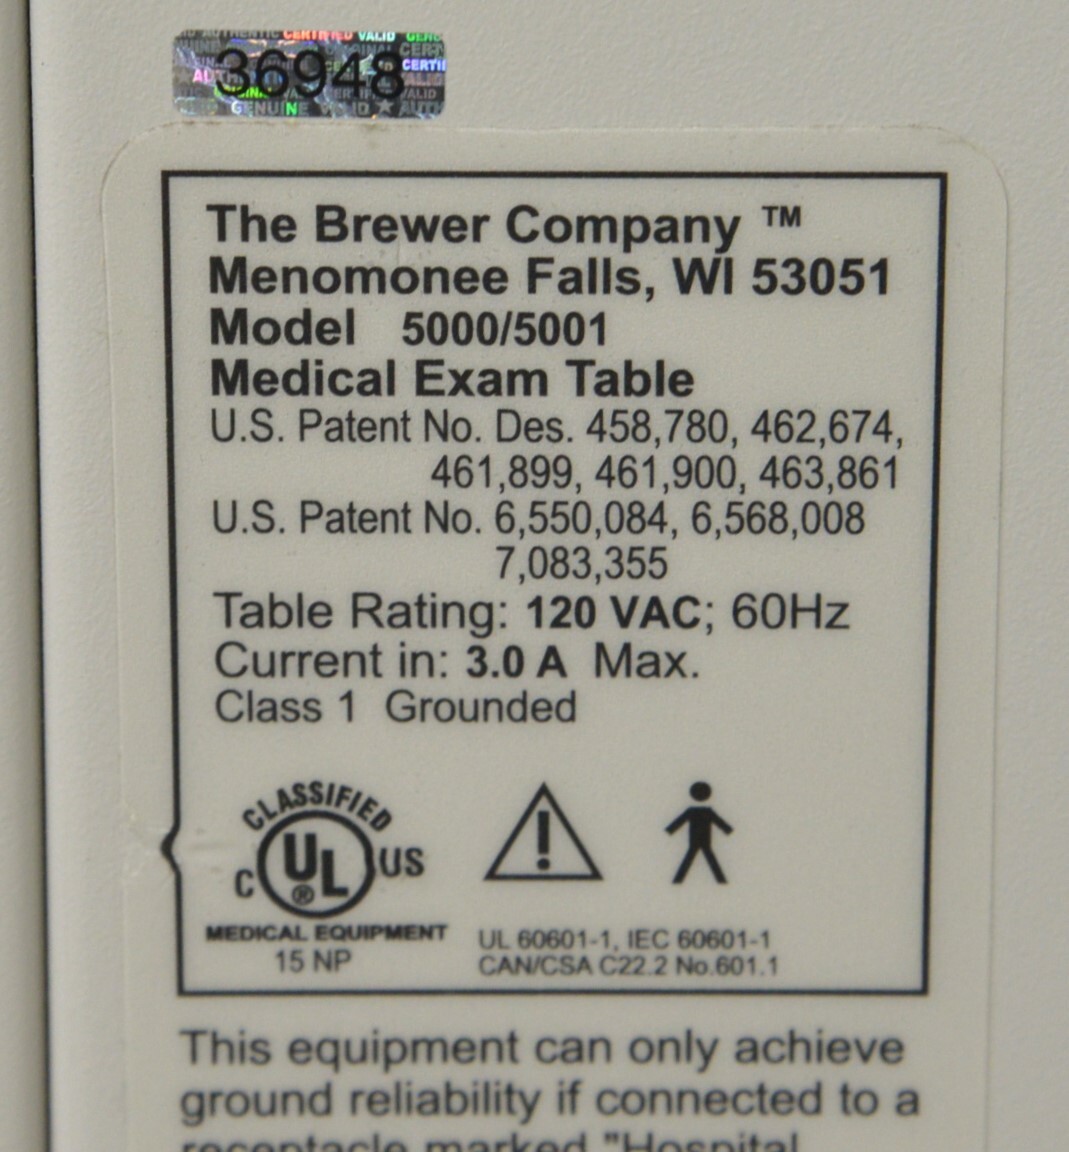 36948
The Brewer Company ™
Menomonee Falls, WI 53051
Model 5000/5001
Medical Exam Table
U.S. Patent No. Des. 458,780, 462,674,
461,899, 461,900, 463,861
U.S. Patent No. 6,550,084, 6,568,008
7,083,355
Table Rating: 120 VAC; 60Hz
Current in: 3.0 A Max.
Class 1 Grounded
CLASSIFIED
C UL ® US
MEDICAL EQUIPMENT
15 NP
UL 60601-1, IEC 60601-1
CAN/CSA C22.2 No.601.1
This equipment can only achieve
ground reliability if connected to a
receptacle marked "Hospital